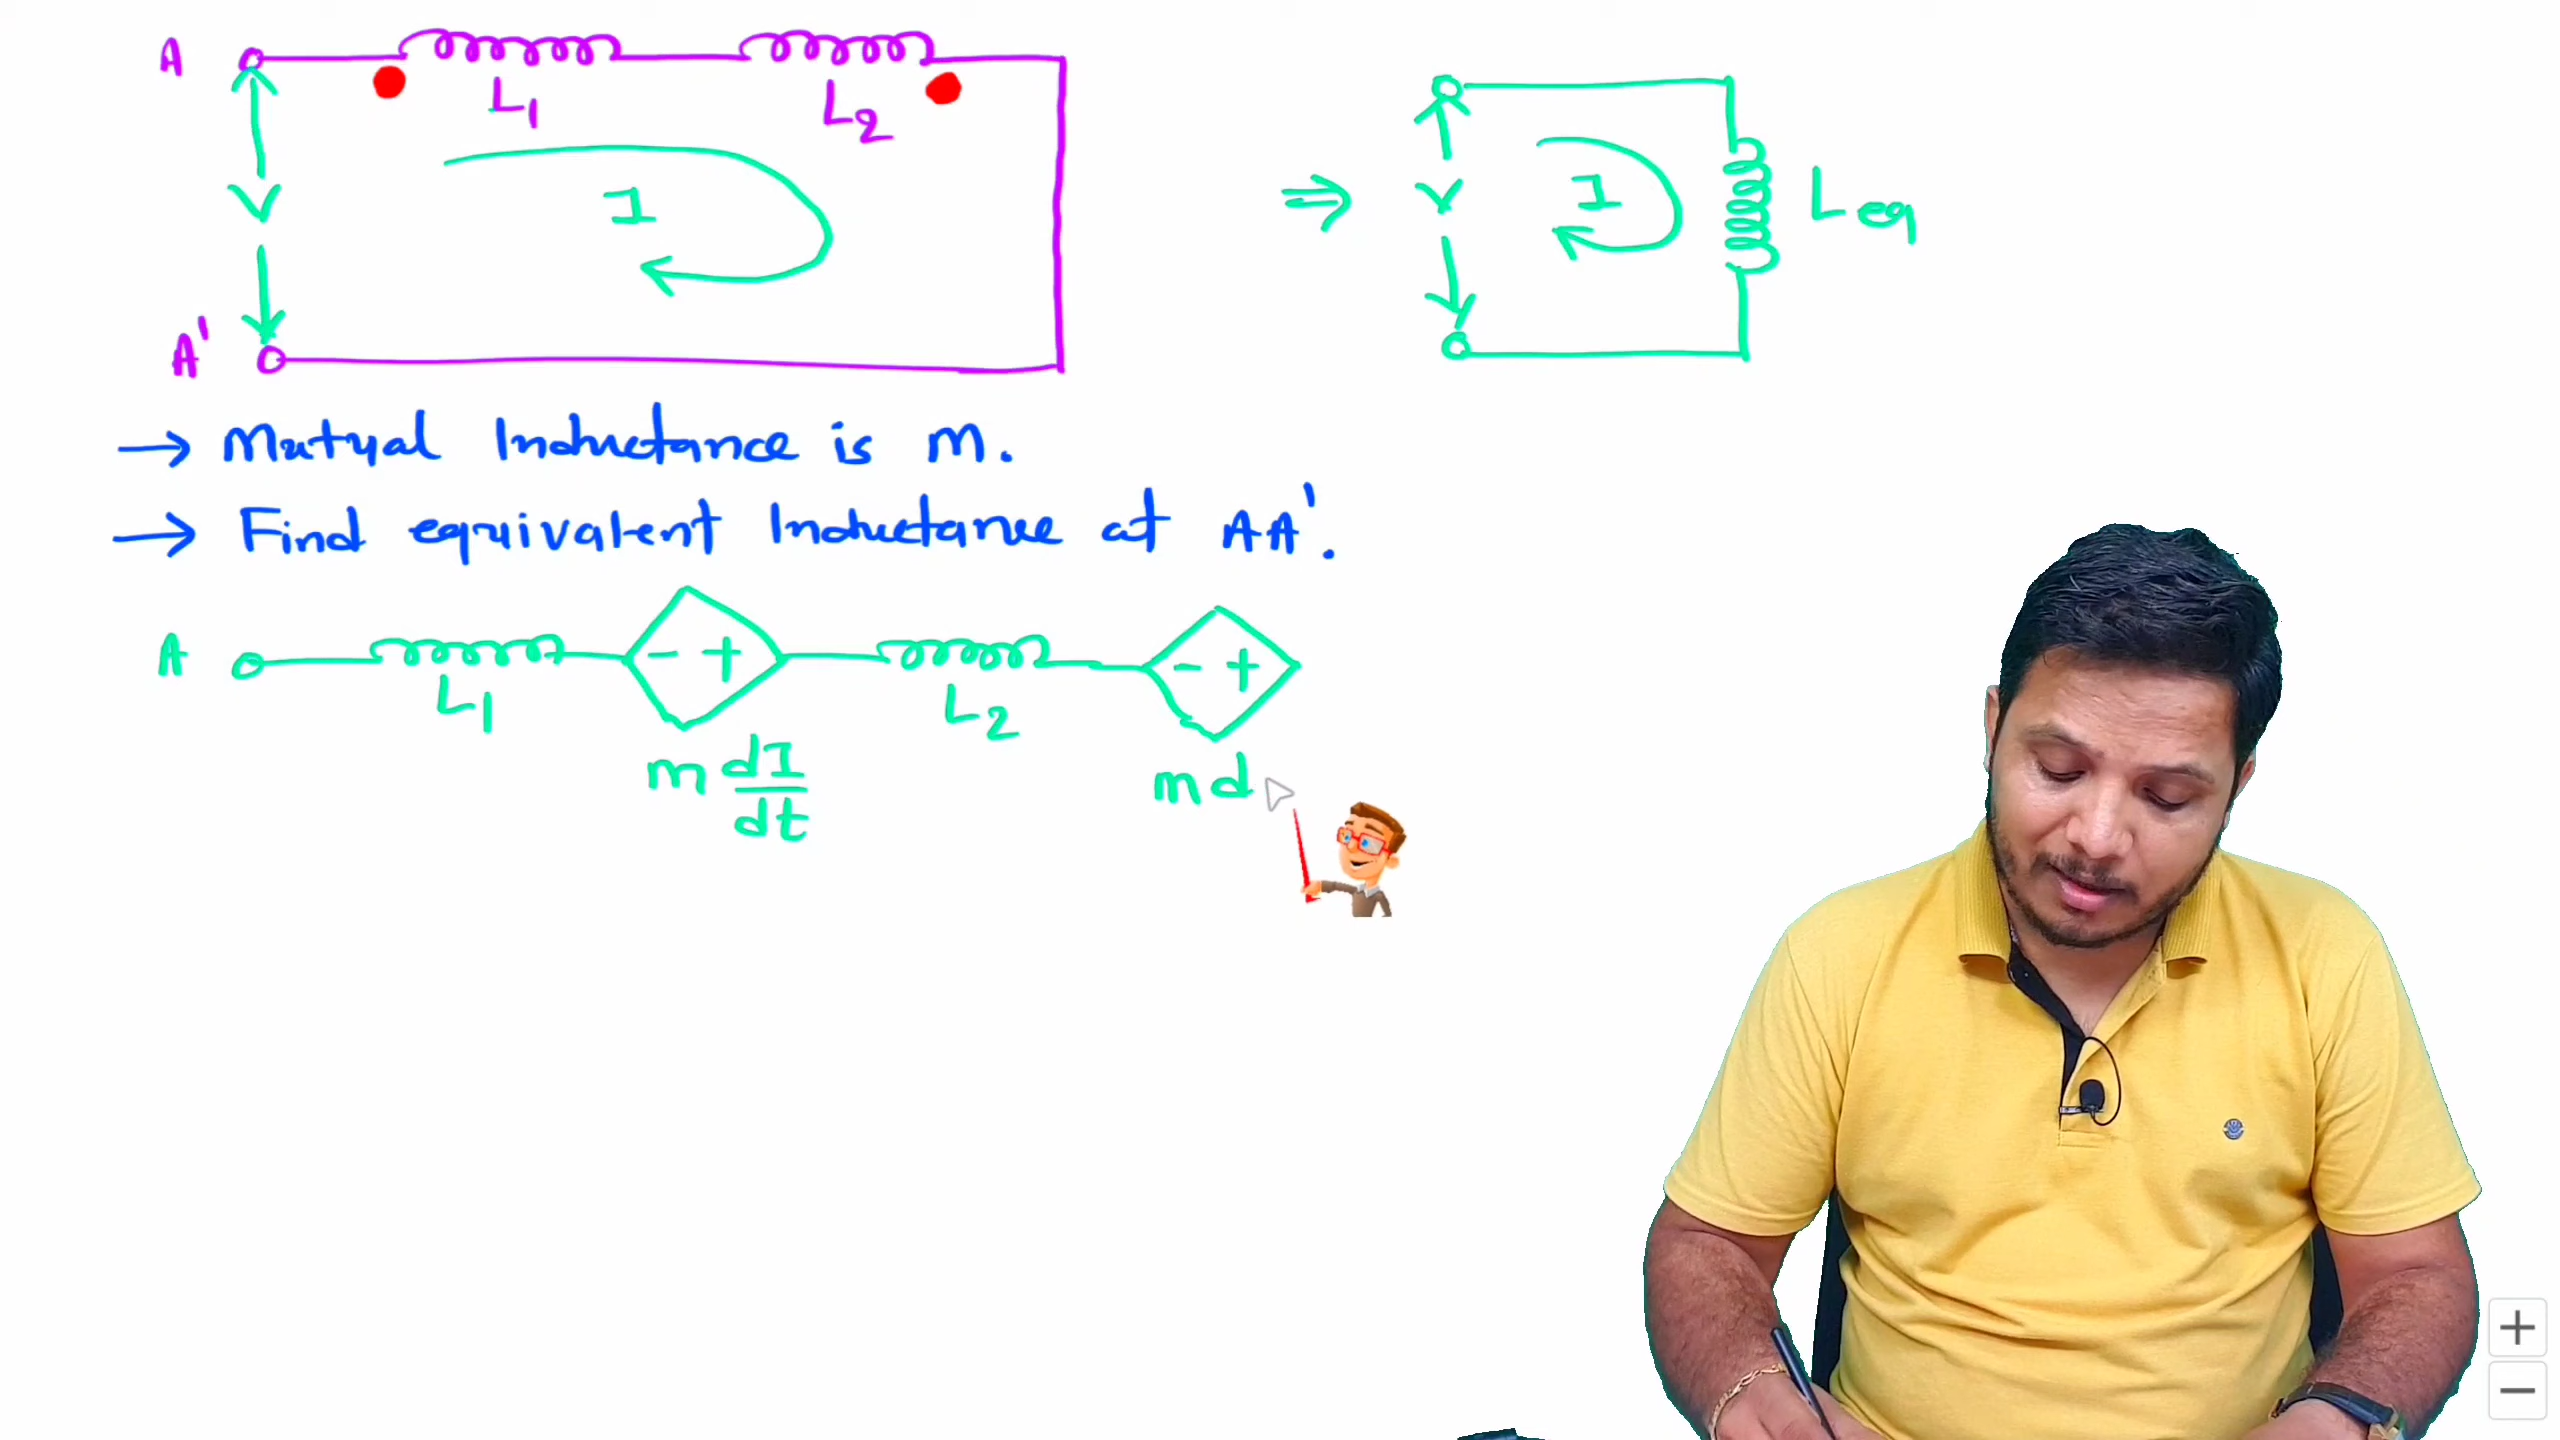 A
L1 L2
V I
A'
⇒ V I Leq
→ Mutual Inductance is M.
→ Find equivalent Inductance at AA'.
A - + - +
L1 L2
m dI/dt m d
+
−